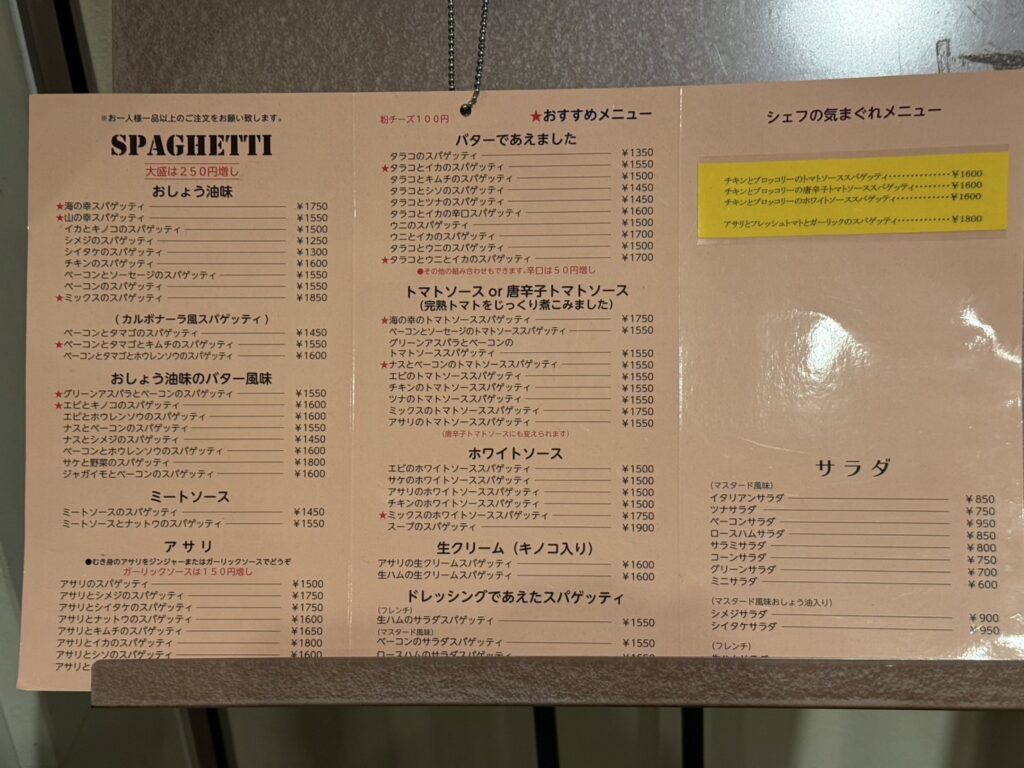 ※お一人様一品以上のご注文をお願い致します。
SPAGHETTI
大盛は２５０円増し
おしょう油味
★海の幸スパゲッティ ¥1750
★山の幸スパゲッティ ¥1550
イカとキノコのスパゲッティ ¥1500
シメジのスパゲッティ ¥1250
シイタケのスパゲッティ ¥1300
チキンのスパゲッティ ¥1600
ベーコンとソーセージのスパゲッティ ¥1550
ベーコンのスパゲッティ ¥1550
★ミックスのスパゲッティ ¥1850
(カルボナーラ風スパゲッティ)
ベーコンとタマゴのスパゲッティ ¥1450
★ベーコンとタマゴとキムチのスパゲッティ ¥1550
ベーコンとタマゴとホウレンソウのスパゲッティ ¥1600
おしょう油味のバター風味
★グリーンアスパラとベーコンのスパゲッティ ¥1550
★エビとキノコのスパゲッティ ¥1600
エビとホウレンソウのスパゲッティ ¥1600
ナスとベーコンのスパゲッティ ¥1550
ナスとシメジのスパゲッティ ¥1450
ベーコンとホウレンソウのスパゲッティ ¥1600
サケと野菜のスパゲッティ ¥1800
ジャガイモとベーコンのスパゲッティ ¥1600
ミートソース
ミートソースのスパゲッティ ¥1450
ミートソースとナットウのスパゲッティ ¥1550
アサリ
●むき身のアサリをジンジャーまたはガーリックソースでどうぞ
ガーリックソースは１５０円増し
アサリのスパゲッティ ¥1500
アサリとシメジのスパゲッティ ¥1750
アサリとシイタケのスパゲッティ ¥1750
アサリとナットウのスパゲッティ ¥1600
アサリとキムチのスパゲッティ ¥1650
アサリとイカのスパゲッティ ¥1800
アサリとシソのスパゲッティ ¥1600
アサリと
粉チーズ１００円
★おすすめメニュー
バターであえました
タラコのスパゲッティ ¥1350
★タラコとイカのスパゲッティ ¥1550
タラコとキムチのスパゲッティ ¥1500
タラコとシソのスパゲッティ ¥1450
タラコとツナのスパゲッティ ¥1450
タラコとイカの辛口スパゲッティ ¥1600
ウニのスパゲッティ ¥1500
ウニとイカのスパゲッティ ¥1700
タラコとウニのスパゲッティ ¥1500
★タラコとウニとイカのスパゲッティ ¥1700
●その他の組み合わせもできます。辛口は５０円増し
トマトソース or 唐辛子トマトソース
(完熟トマトをじっくり煮こみました)
★海の幸のトマトソーススパゲッティ ¥1750
ベーコンとソーセージのトマトソーススパゲッティ ¥1550
グリーンアスパラとベーコンの
トマトソーススパゲッティ ¥1550
★ナスとベーコンのトマトソーススパゲッティ ¥1550
エビのトマトソーススパゲッティ ¥1550
チキンのトマトソーススパゲッティ ¥1550
ツナのトマトソーススパゲッティ ¥1550
ミックスのトマトソーススパゲッティ ¥1750
アサリのトマトソーススパゲッティ ¥1550
(唐辛子トマトソースにも変えられます)
ホワイトソース
エビのホワイトソーススパゲッティ ¥1500
サケのホワイトソーススパゲッティ ¥1500
アサリのホワイトソーススパゲッティ ¥1500
チキンのホワイトソーススパゲッティ ¥1500
★ミックスのホワイトソーススパゲッティ ¥1750
スープのスパゲッティ ¥1900
生クリーム（キノコ入り）
アサリの生クリームスパゲッティ ¥1600
生ハムの生クリームスパゲッティ ¥1600
ドレッシングであえたスパゲッティ
(フレンチ)
生ハムのサラダスパゲッティ ¥1550
(マスタード風味)
ベーコンのサラダスパゲッティ ¥1550
ロースハムのサラダスパゲッティ ¥1550
シェフの気まぐれメニュー
チキンとブロッコリーのトマトソーススパゲッティ‥‥‥‥‥‥‥¥1600
チキンとブロッコリーの唐辛子トマトソーススパゲッティ‥‥‥‥¥1600
チキンとブロッコリーのホワイトソーススパゲッティ‥‥‥‥‥‥¥1600
アサリとフレッシュトマトとガーリックのスパゲッティ‥‥‥‥‥¥1800
サラダ
(マスタード風味)
イタリアンサラダ ¥850
ツナサラダ ¥750
ベーコンサラダ ¥950
ロースハムサラダ ¥850
サラミサラダ ¥800
コーンサラダ ¥750
グリーンサラダ ¥700
ミニサラダ ¥600
(マスタード風味おしょう油入り)
シメジサラダ ¥900
シイタケサラダ ¥950
(フレンチ)